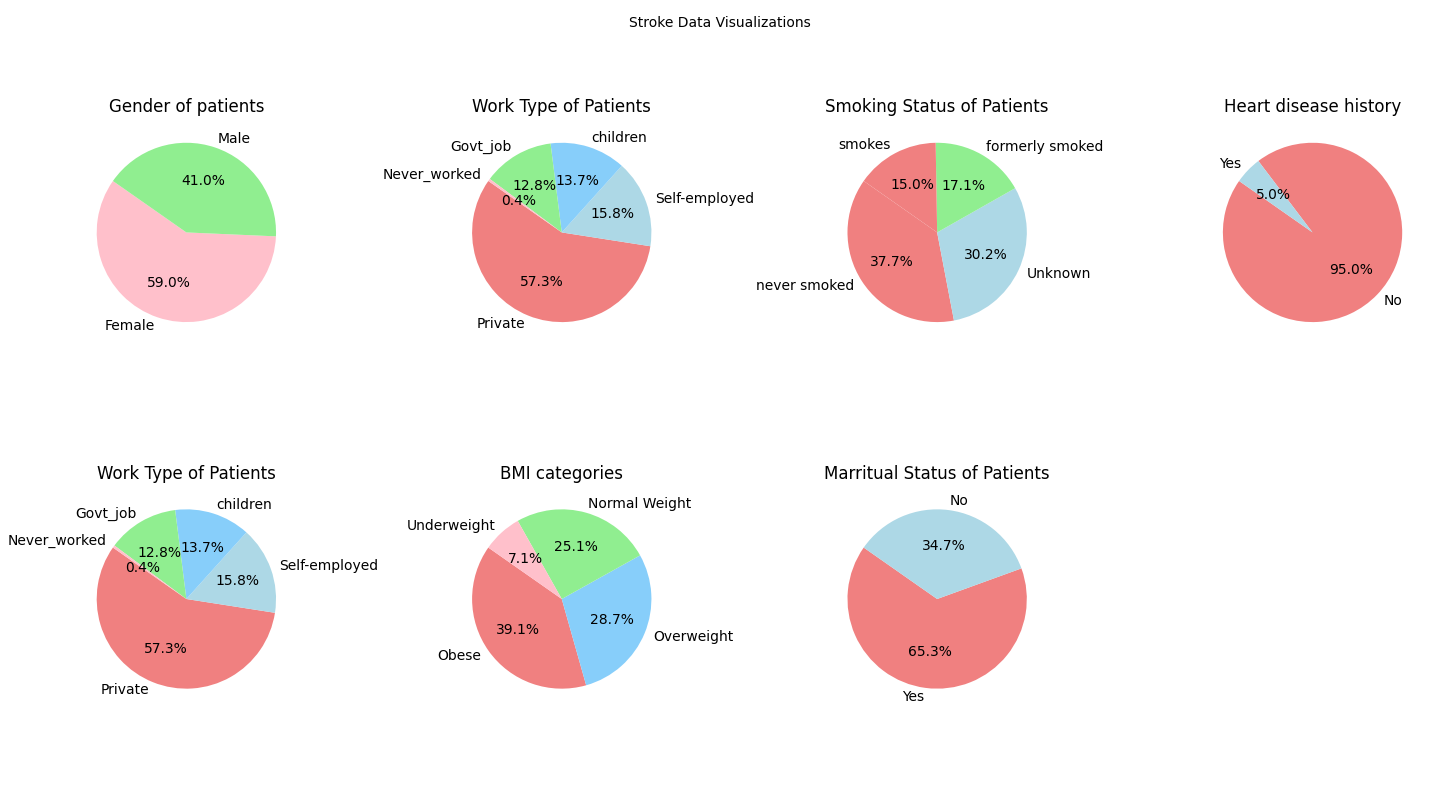 Stroke Data Visualizations
Gender of patients
Male
41.0%
59.0%
Female
Work Type of Patients
children
Govt_job
Never_worked
Self-employed
12.8%
13.7%
0.4%
15.8%
57.3%
Private
Smoking Status of Patients
smokes
formerly smoked
15.0%
17.1%
37.7%
30.2%
never smoked
Unknown
Heart disease history
Yes
5.0%
95.0%
No
Work Type of Patients
children
Govt_job
Never_worked
Self-employed
12.8%
13.7%
0.4%
15.8%
57.3%
Private
BMI categories
Normal Weight
Underweight
25.1%
7.1%
28.7%
39.1%
Overweight
Obese
Marritual Status of Patients
No
34.7%
65.3%
Yes